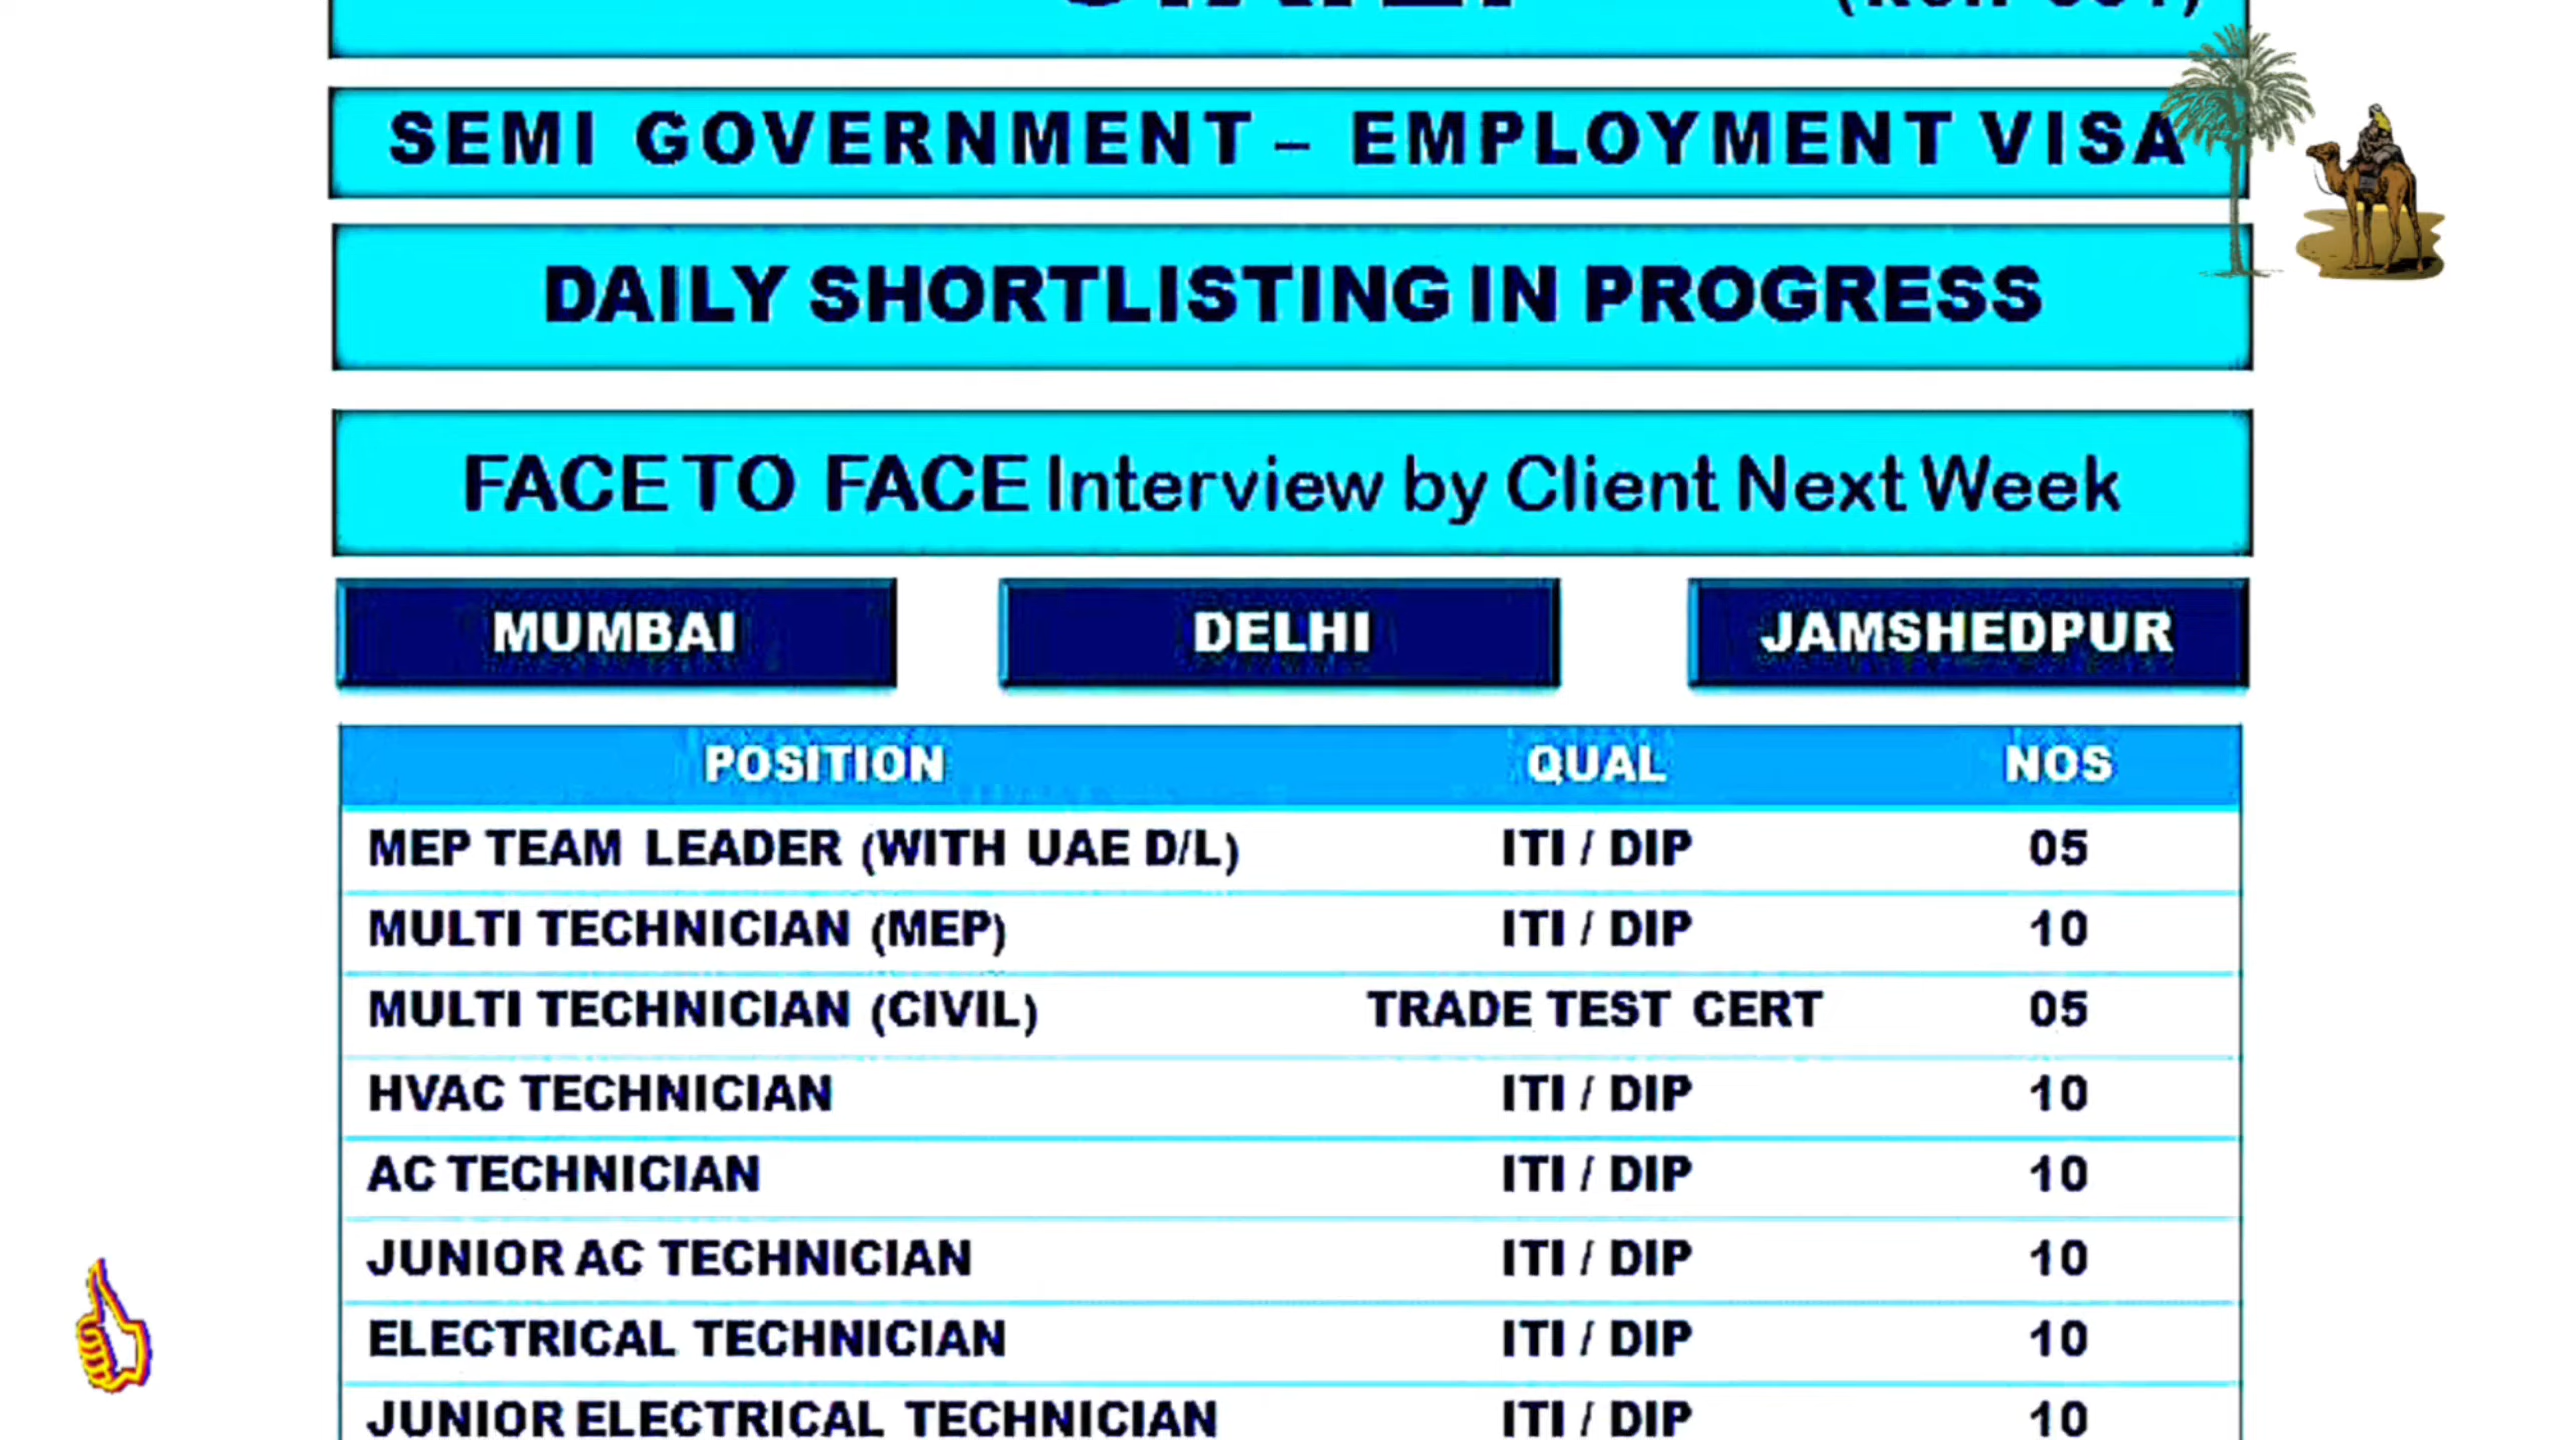 SEMI GOVERNMENT – EMPLOYMENT VISA
DAILY SHORTLISTING IN PROGRESS
FACE TO FACE Interview by Client Next Week
MUMBAI DELHI JAMSHEDPUR
POSITION QUAL NOS
MEP TEAM LEADER (WITH UAE D/L) ITI / DIP 05
MULTI TECHNICIAN (MEP) ITI / DIP 10
MULTI TECHNICIAN (CIVIL) TRADE TEST CERT 05
HVAC TECHNICIAN ITI / DIP 10
AC TECHNICIAN ITI / DIP 10
JUNIOR AC TECHNICIAN ITI / DIP 10
ELECTRICAL TECHNICIAN ITI / DIP 10
JUNIOR ELECTRICAL TECHNICIAN ITI / DIP 10